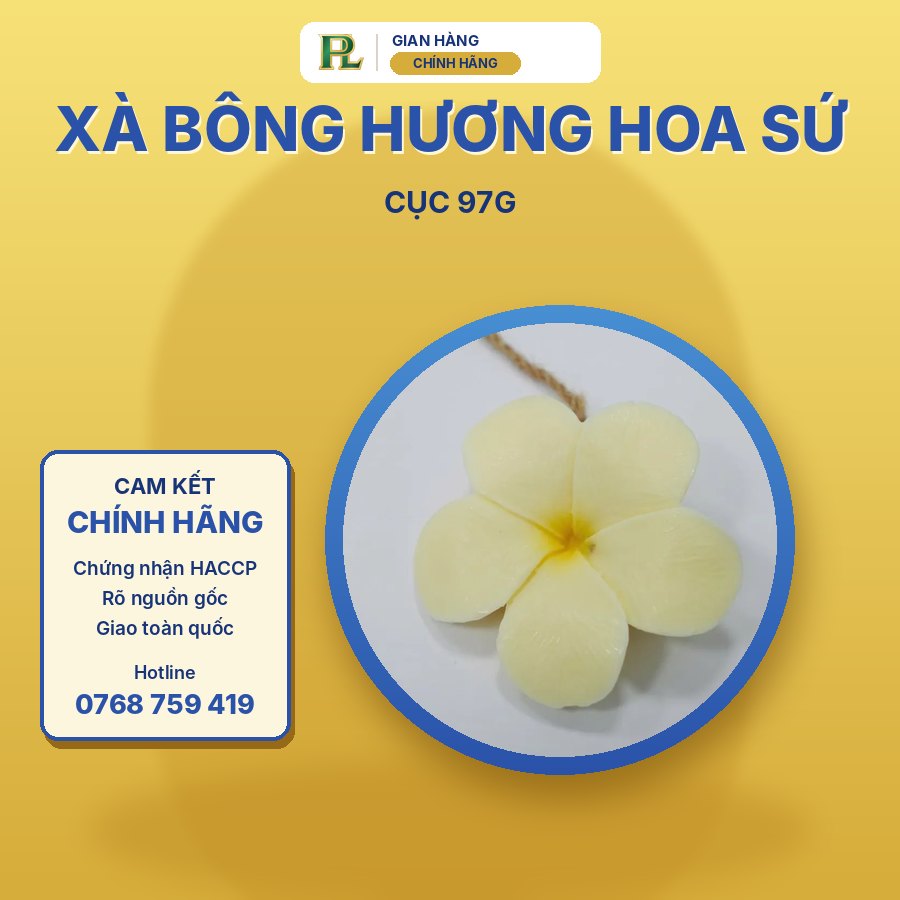 PL
GIAN HÀNG
CHÍNH HÃNG
XÀ BÔNG HƯƠNG HOA SỨ
CỤC 97G
CAM KẾT
CHÍNH HÃNG
Chứng nhận HACCP
Rõ nguồn gốc
Giao toàn quốc
Hotline
0768 759 419